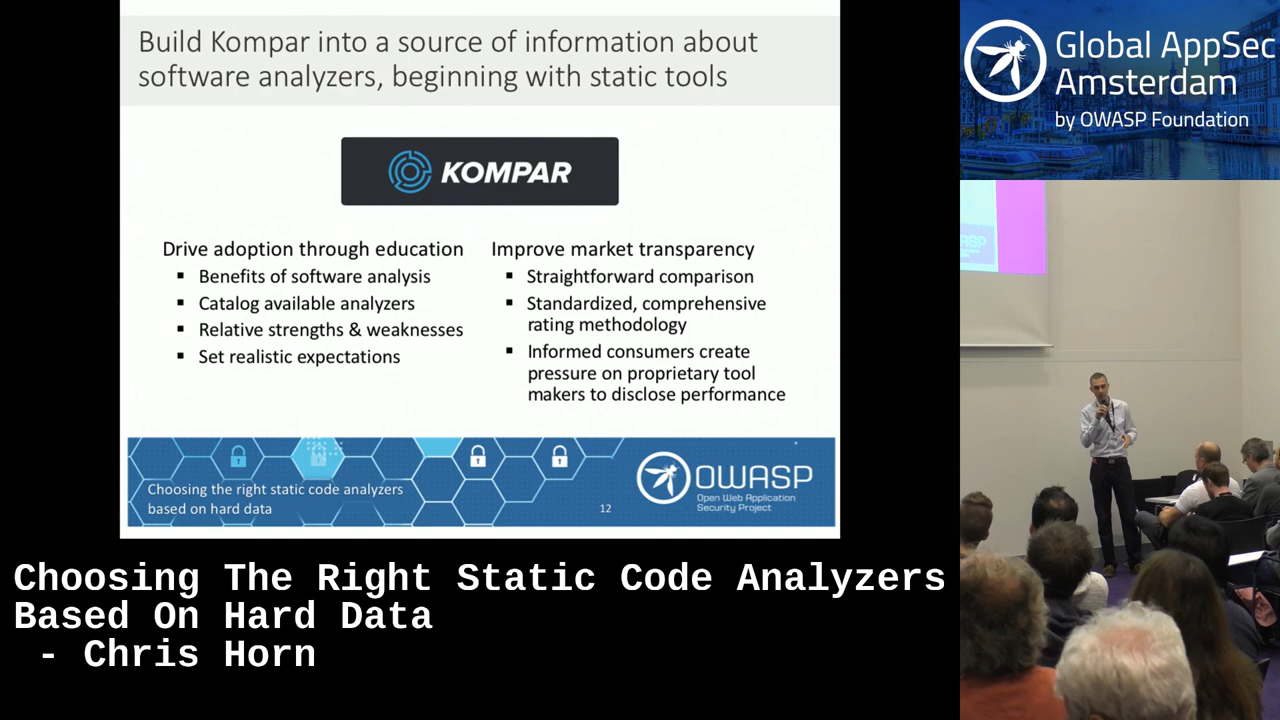 Build Kompar into a source of information about
software analyzers, beginning with static tools
KOMPAR
Drive adoption through education
▪ Benefits of software analysis
▪ Catalog available analyzers
▪ Relative strengths & weaknesses
▪ Set realistic expectations
Improve market transparency
▪ Straightforward comparison
▪ Standardized, comprehensive
rating methodology
▪ Informed consumers create
pressure on proprietary tool
makers to disclose performance
Choosing the right static code analyzers
based on hard data
12
OWASP
Open Web Application
Security Project
Global AppSec
Amsterdam
by OWASP Foundation
Choosing The Right Static Code Analyzers
Based On Hard Data
- Chris Horn